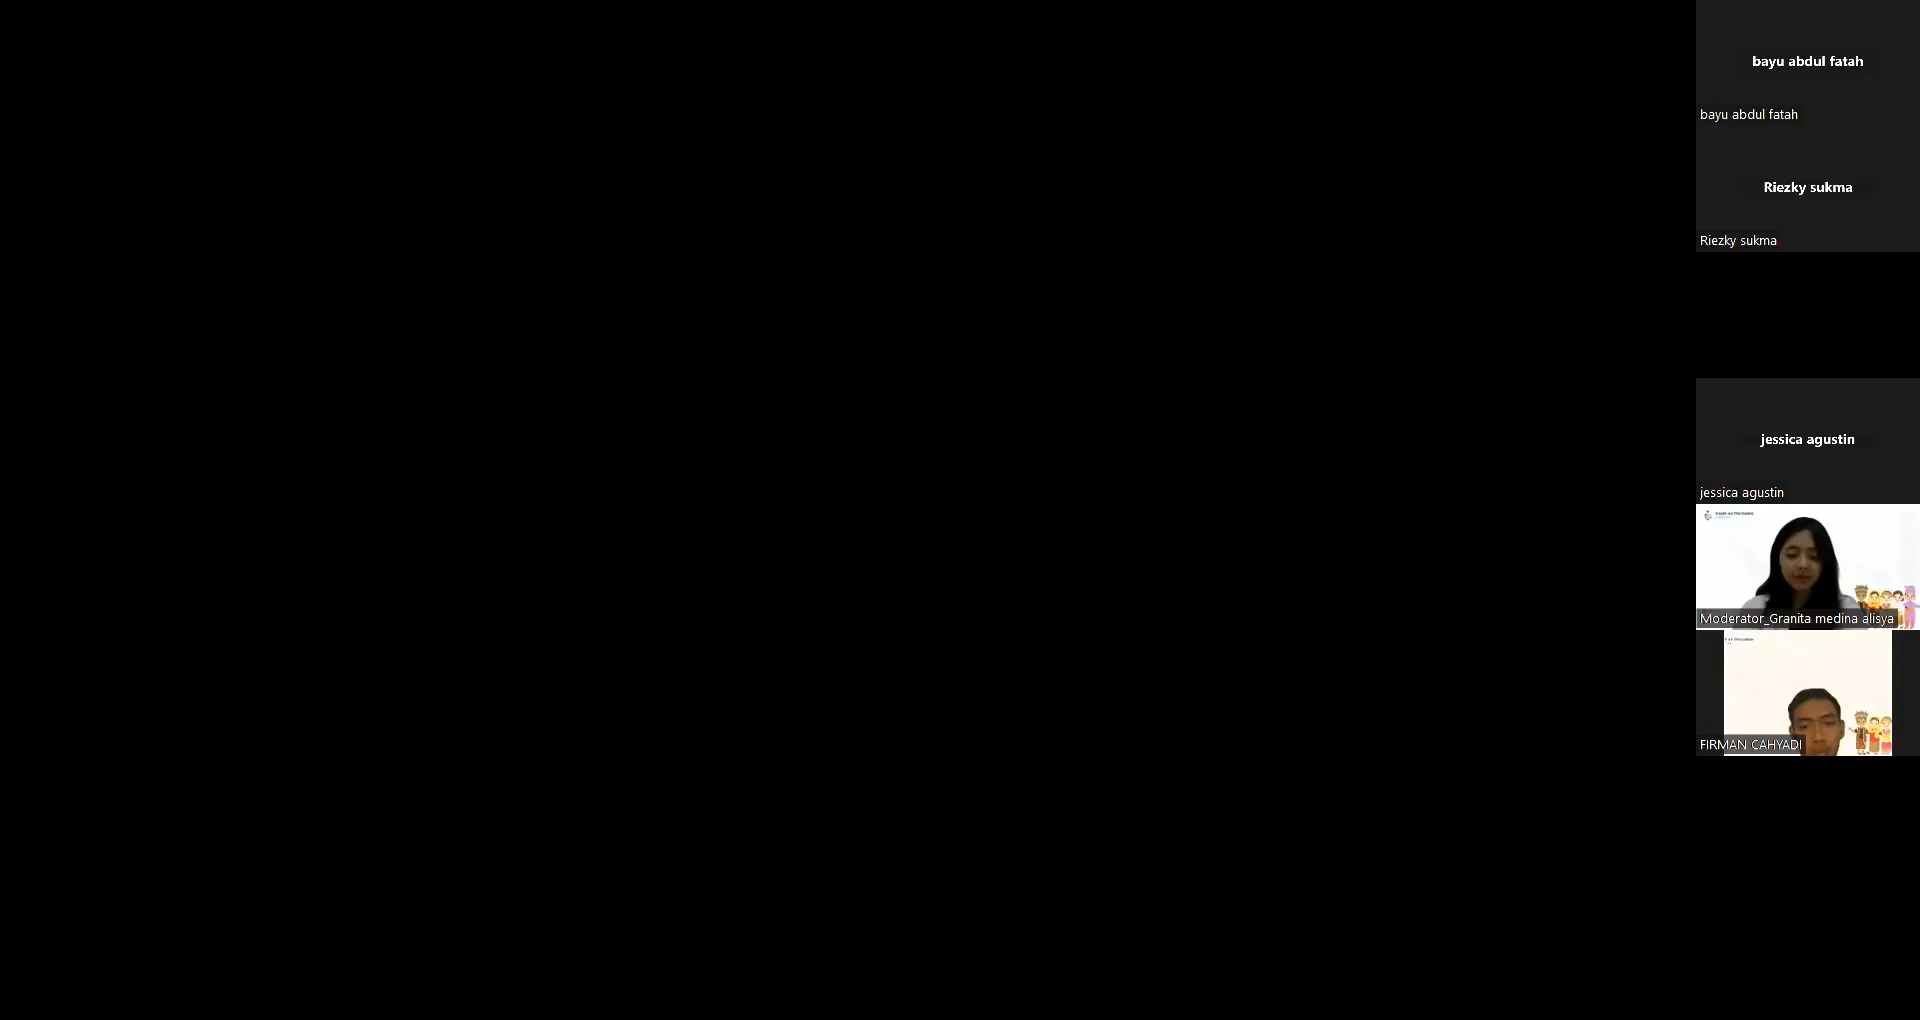 bayu abdul fatah
bayu abdul fatah
Riezky sukma
Riezky sukma
jessica agustin
jessica agustin
Moderator_Granita medina alisya
FIRMAN CAHYADI